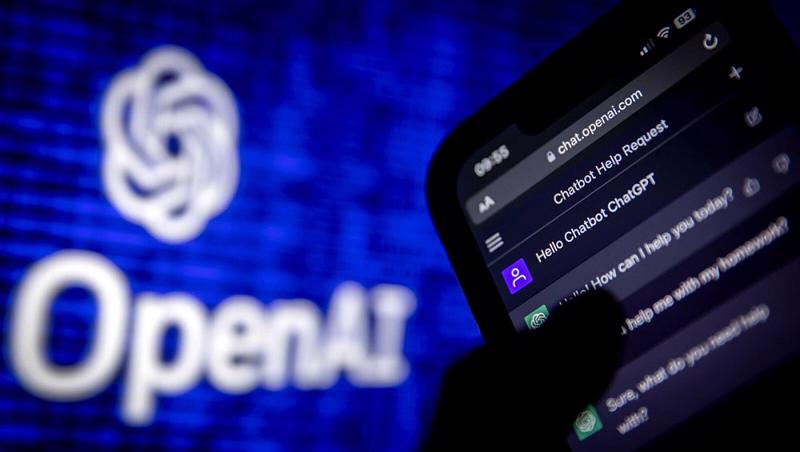 OpenAI
93
09:55
AA
chat.openai.com
Chatbot Help Request
Hello Chatbot ChatGPT
Hello! How can I help you today?
help me with my homework?
Sure, what do you need help
with?